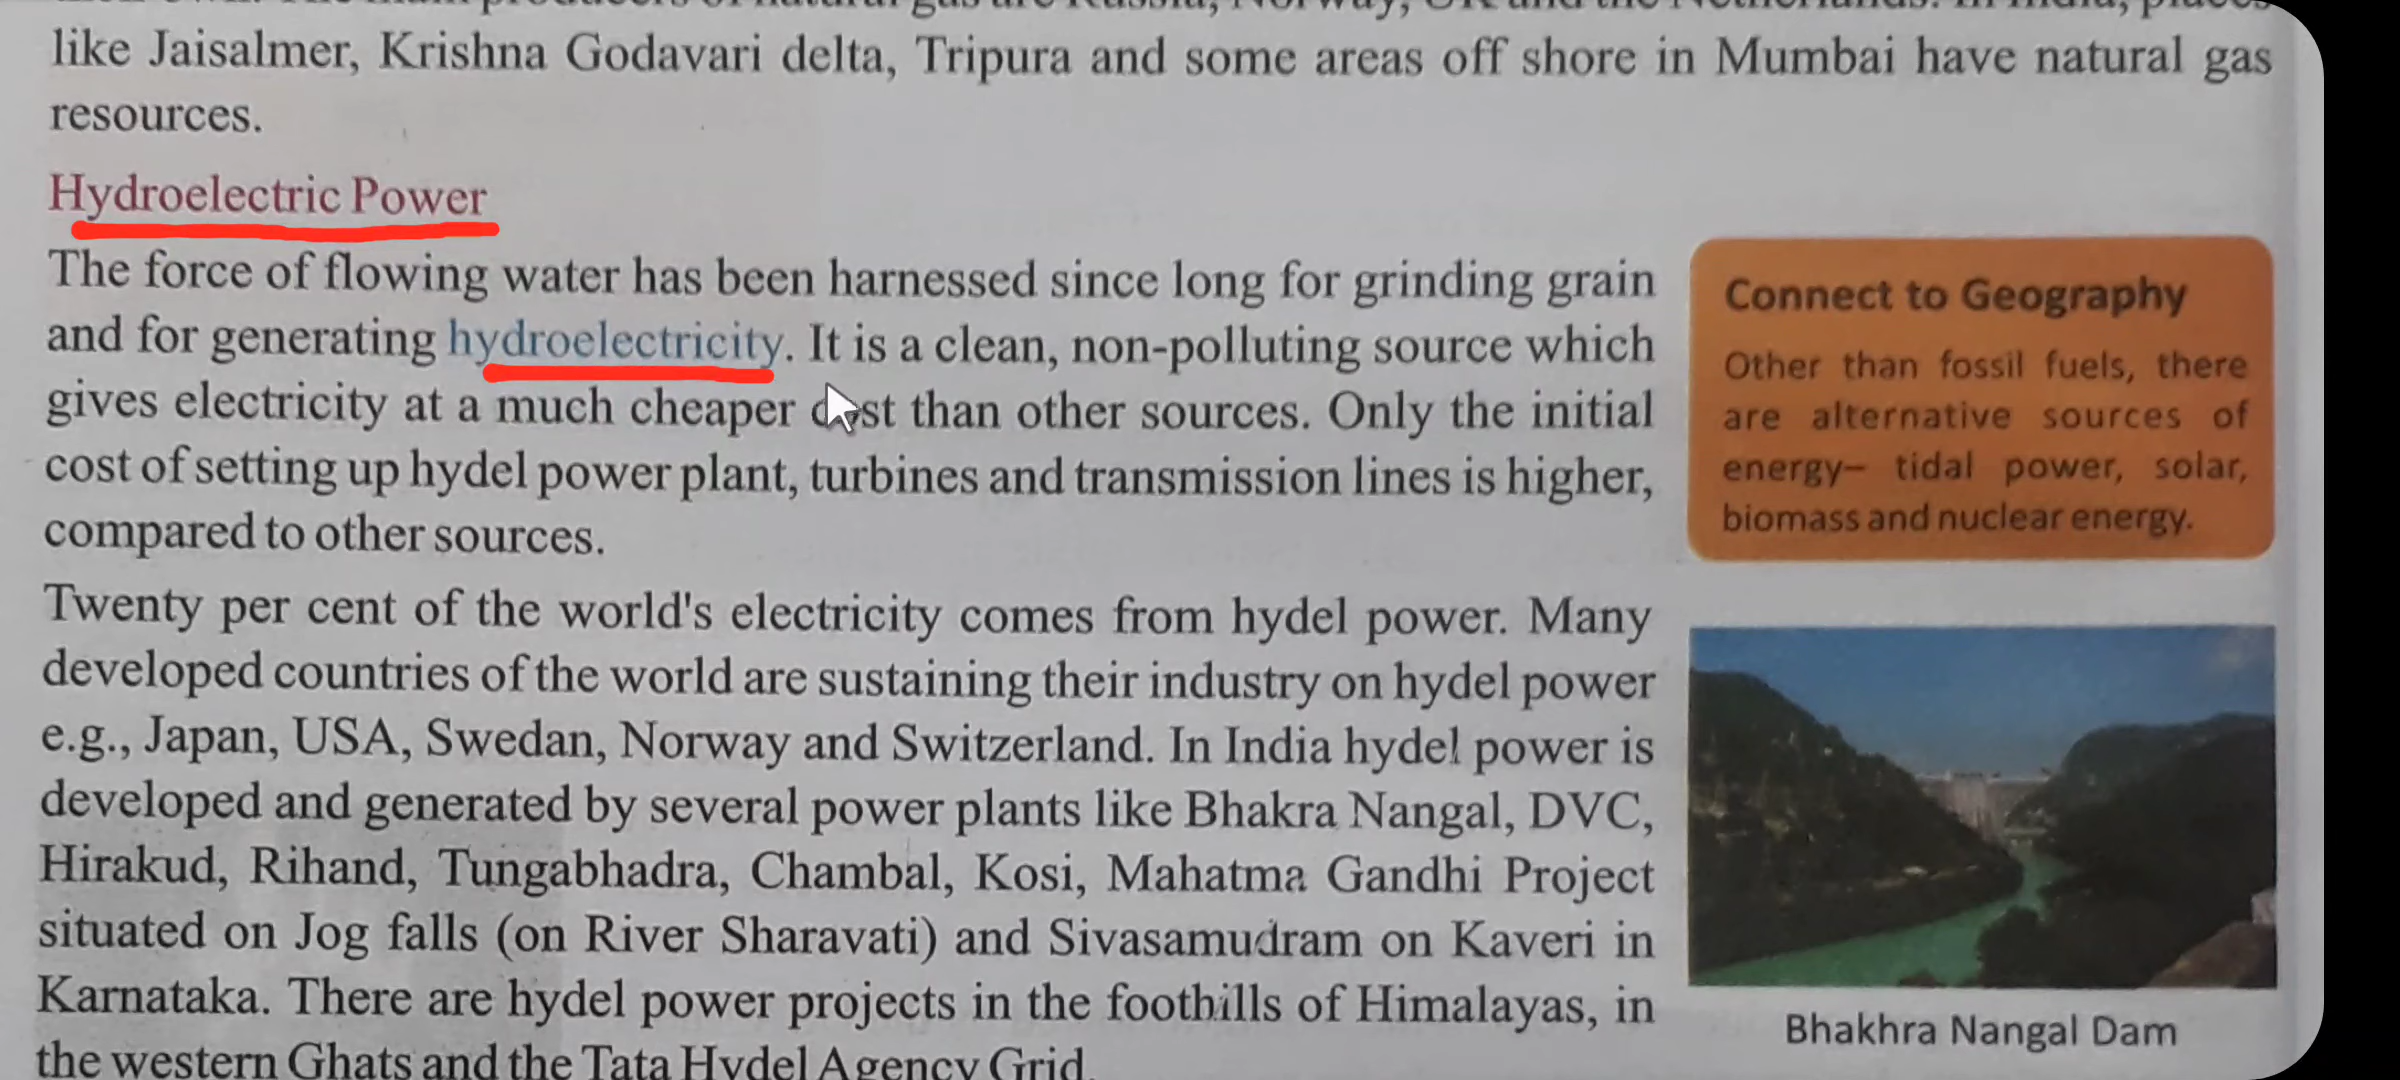 like Jaisalmer, Krishna Godavari delta, Tripura and some areas off shore in Mumbai have natural gas
resources.
Hydroelectric Power
The force of flowing water has been harnessed since long for grinding grain
and for generating hydroelectricity. It is a clean, non-polluting source which
gives electricity at a much cheaper cost than other sources. Only the initial
cost of setting up hydel power plant, turbines and transmission lines is higher,
compared to other sources.
Twenty per cent of the world's electricity comes from hydel power. Many
developed countries of the world are sustaining their industry on hydel power
e.g., Japan, USA, Swedan, Norway and Switzerland. In India hydel power is
developed and generated by several power plants like Bhakra Nangal, DVC,
Hirakud, Rihand, Tungabhadra, Chambal, Kosi, Mahatma Gandhi Project
situated on Jog falls (on River Sharavati) and Sivasamudram on Kaveri in
Karnataka. There are hydel power projects in the foothills of Himalayas, in
the western Ghats and the Tata Hydel Agency Grid.
Connect to Geography
Other than fossil fuels, there
are alternative sources of
energy– tidal power, solar,
biomass and nuclear energy.
Bhakhra Nangal Dam